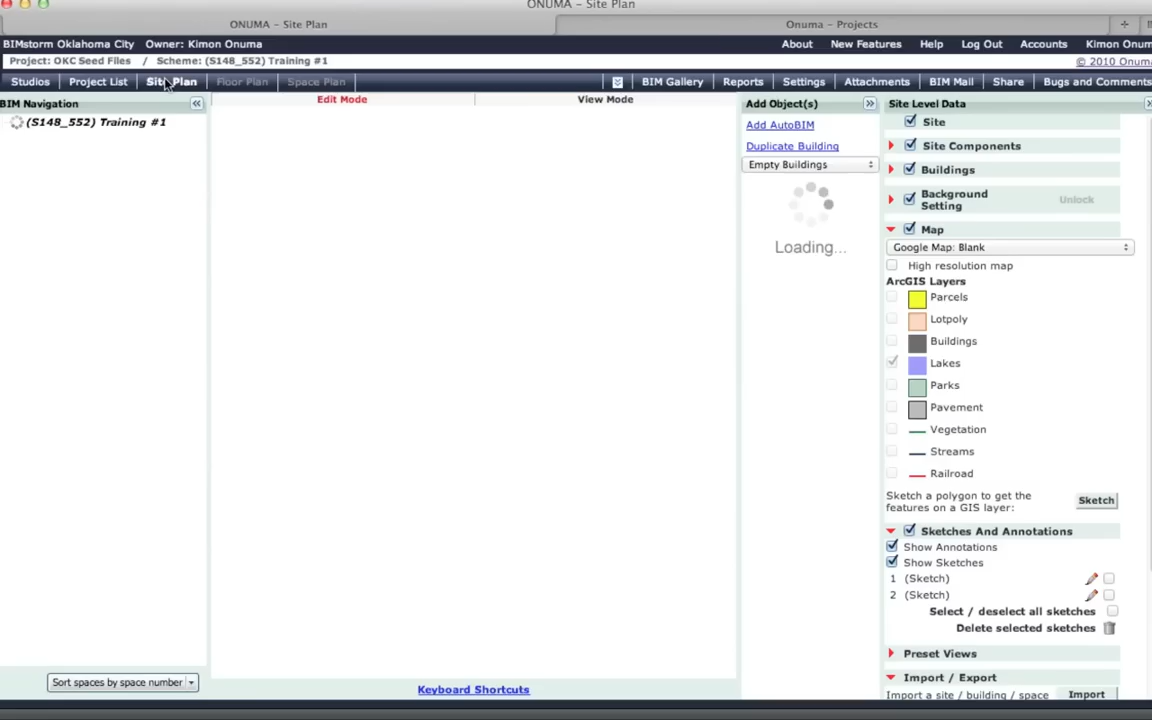 ONUMA - Site Plan
ONUMA - Site Plan
Onuma - Projects
BIMstorm Oklahoma City Owner: Kimon Onuma
About New Features Help Log Out Accounts Kimon Onum
Project: OKC Seed Files / Scheme: (S148_552) Training #1
© 2010 Onum
Studios Project List Site Plan Floor Plan Space Plan BIM Gallery Reports Settings Attachments BIM Mail Share Bugs and Comments
BIM Navigation
(S148_552) Training #1
Sort spaces by space number
Edit Mode
View Mode
Keyboard Shortcuts
Add Object(s)
Add AutoBIM
Duplicate Building
Empty Buildings
Loading...
Site Level Data
Site
Site Components
Buildings
Background
Setting
Unlock
Map
Google Map: Blank
High resolution map
ArcGIS Layers
Parcels
Lotpoly
Buildings
Lakes
Parks
Pavement
Vegetation
Streams
Railroad
Sketch a polygon to get the
features on a GIS layer:
Sketch
Sketches And Annotations
Show Annotations
Show Sketches
1 (Sketch)
2 (Sketch)
Select / deselect all sketches
Delete selected sketches
Preset Views
Import / Export
Import a site / building / space
Import